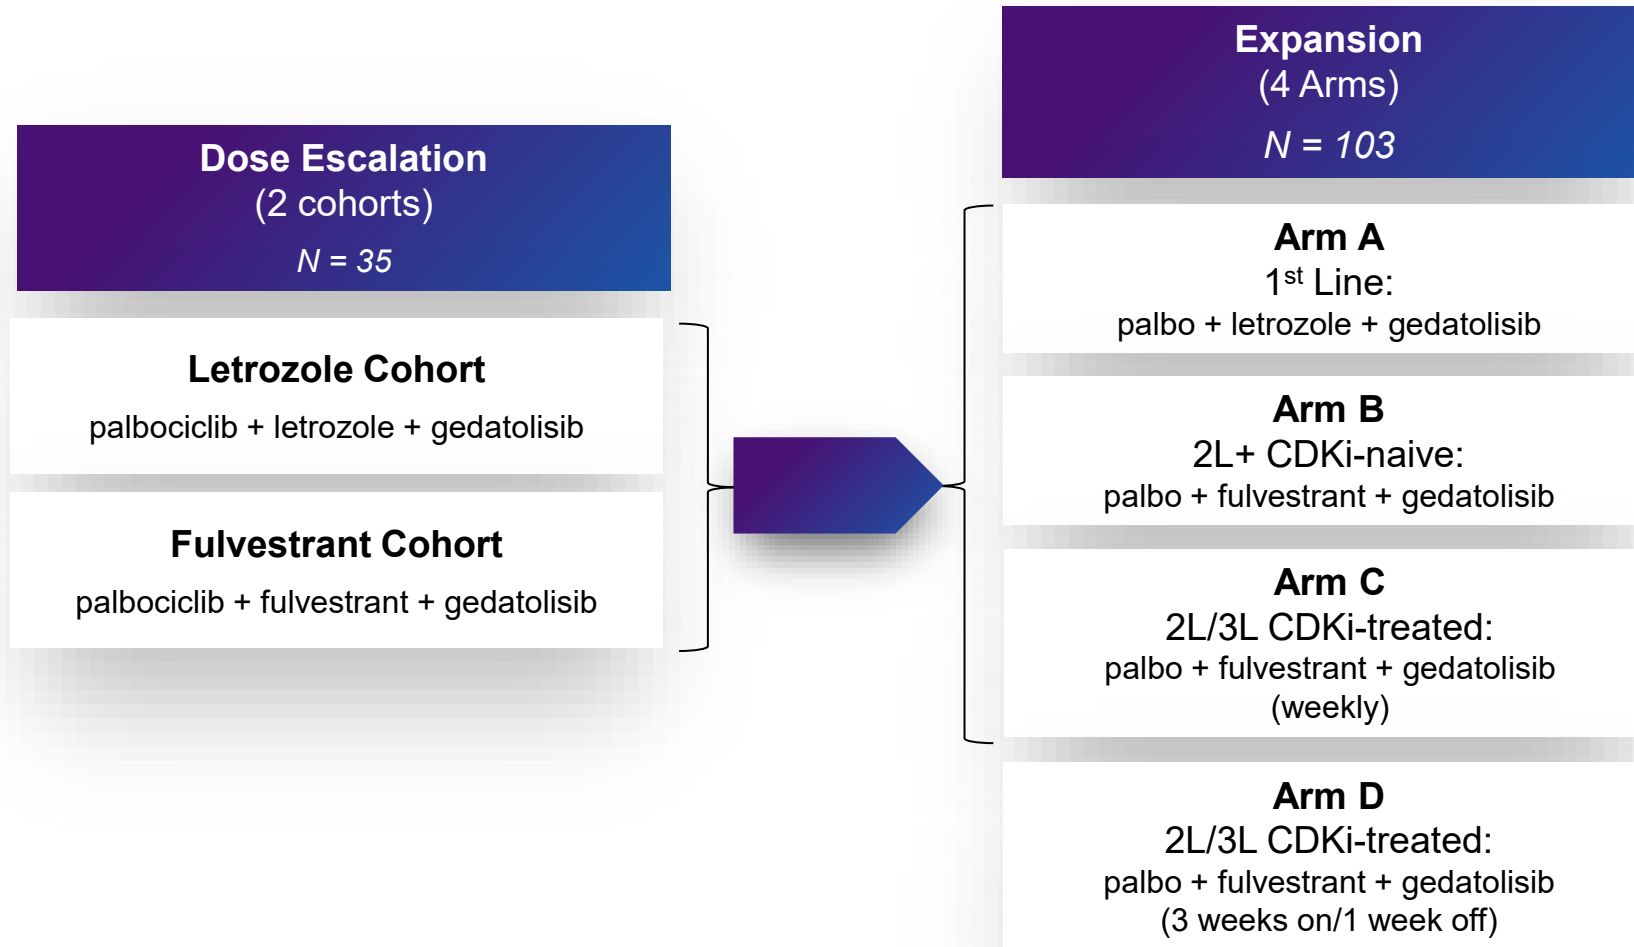 Dose Escalation
(2 cohorts)
N = 35
Letrozole Cohort
palbociclib + letrozole + gedatolisib
Fulvestrant Cohort
palbociclib + fulvestrant + gedatolisib
Expansion
(4 Arms)
N = 103
Arm A
1st Line:
palbo + letrozole + gedatolisib
Arm B
2L+ CDKi-naive:
palbo + fulvestrant + gedatolisib
Arm C
2L/3L CDKi-treated:
palbo + fulvestrant + gedatolisib
(weekly)
Arm D
2L/3L CDKi-treated:
palbo + fulvestrant + gedatolisib
(3 weeks on/1 week off)